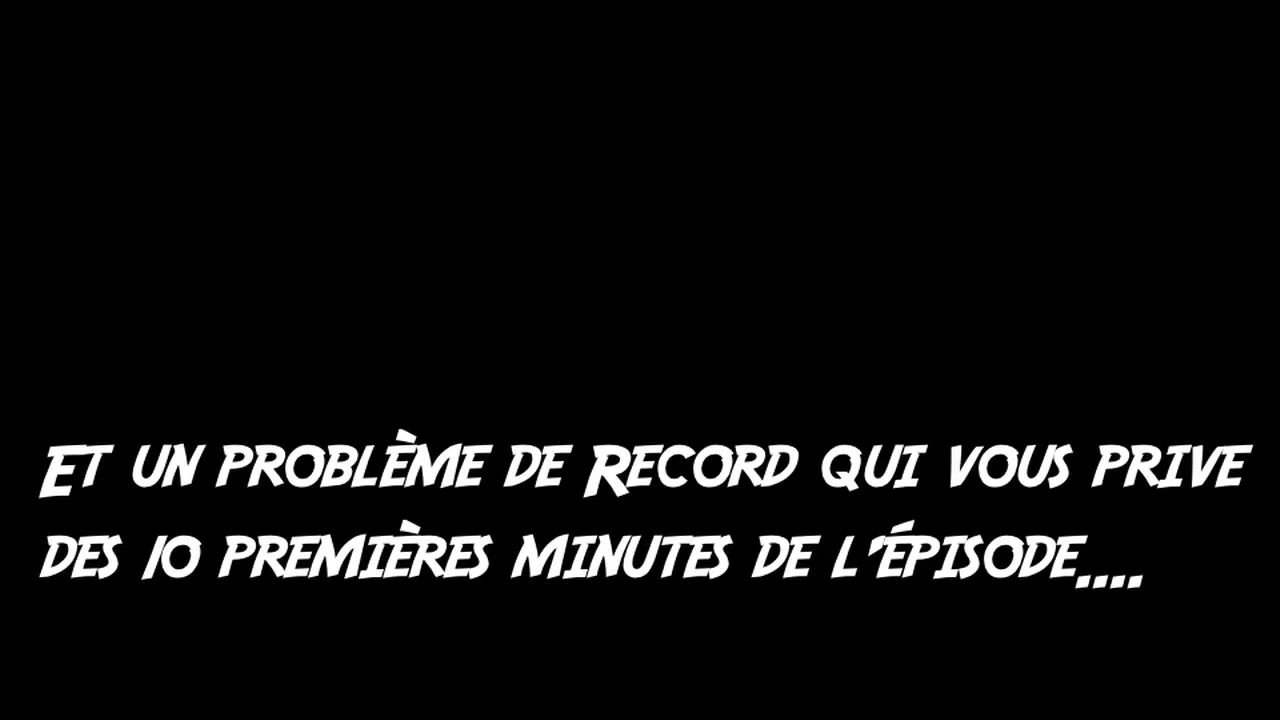 Et un problème de Record qui vous prive
des 10 premières minutes de l'épisode....